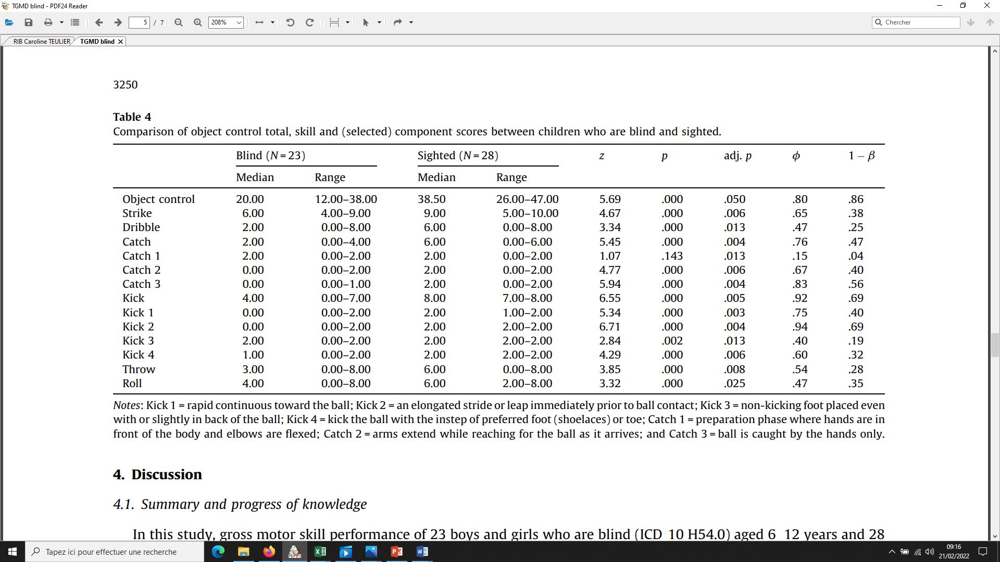 TGMD blind - PDF24 Reader
5 / 7 208% Chercher
RIB Caroline TEULIER TGMD blind
3250
Table 4
Comparison of object control total, skill and (selected) component scores between children who are blind and sighted.
Blind (N = 23) Sighted (N = 28) z p adj. p ϕ 1 − β
Median Range Median Range
Object control 20.00 12.00–38.00 38.50 26.00–47.00 5.69 .000 .050 .80 .86
Strike 6.00 4.00–9.00 9.00 5.00–10.00 4.67 .000 .006 .65 .38
Dribble 2.00 0.00–8.00 6.00 0.00–8.00 3.34 .000 .013 .47 .25
Catch 2.00 0.00–4.00 6.00 0.00–6.00 5.45 .000 .004 .76 .47
Catch 1 2.00 0.00–2.00 2.00 0.00–2.00 1.07 .143 .013 .15 .04
Catch 2 0.00 0.00–2.00 2.00 0.00–2.00 4.77 .000 .006 .67 .40
Catch 3 0.00 0.00–1.00 2.00 0.00–2.00 5.94 .000 .004 .83 .56
Kick 4.00 0.00–7.00 8.00 7.00–8.00 6.55 .000 .005 .92 .69
Kick 1 0.00 0.00–2.00 2.00 1.00–2.00 5.34 .000 .003 .75 .40
Kick 2 0.00 0.00–2.00 2.00 2.00–2.00 6.71 .000 .004 .94 .69
Kick 3 2.00 0.00–2.00 2.00 2.00–2.00 2.84 .002 .013 .40 .19
Kick 4 1.00 0.00–2.00 2.00 2.00–2.00 4.29 .000 .006 .60 .32
Throw 3.00 0.00–8.00 6.00 0.00–8.00 3.85 .000 .008 .54 .28
Roll 4.00 0.00–8.00 6.00 2.00–8.00 3.32 .000 .025 .47 .35
Notes: Kick 1 = rapid continuous toward the ball; Kick 2 = an elongated stride or leap immediately prior to ball contact; Kick 3 = non-kicking foot placed even
with or slightly in back of the ball; Kick 4 = kick the ball with the instep of preferred foot (shoelaces) or toe; Catch 1 = preparation phase where hands are in
front of the body and elbows are flexed; Catch 2 = arms extend while reaching for the ball as it arrives; and Catch 3 = ball is caught by the hands only.
4. Discussion
4.1. Summary and progress of knowledge
In this study, gross motor skill performance of 23 boys and girls who are blind (ICD 10 H54.0) aged 6 12 years and 28
Tapez ici pour effectuer une recherche
09:16
21/02/2022